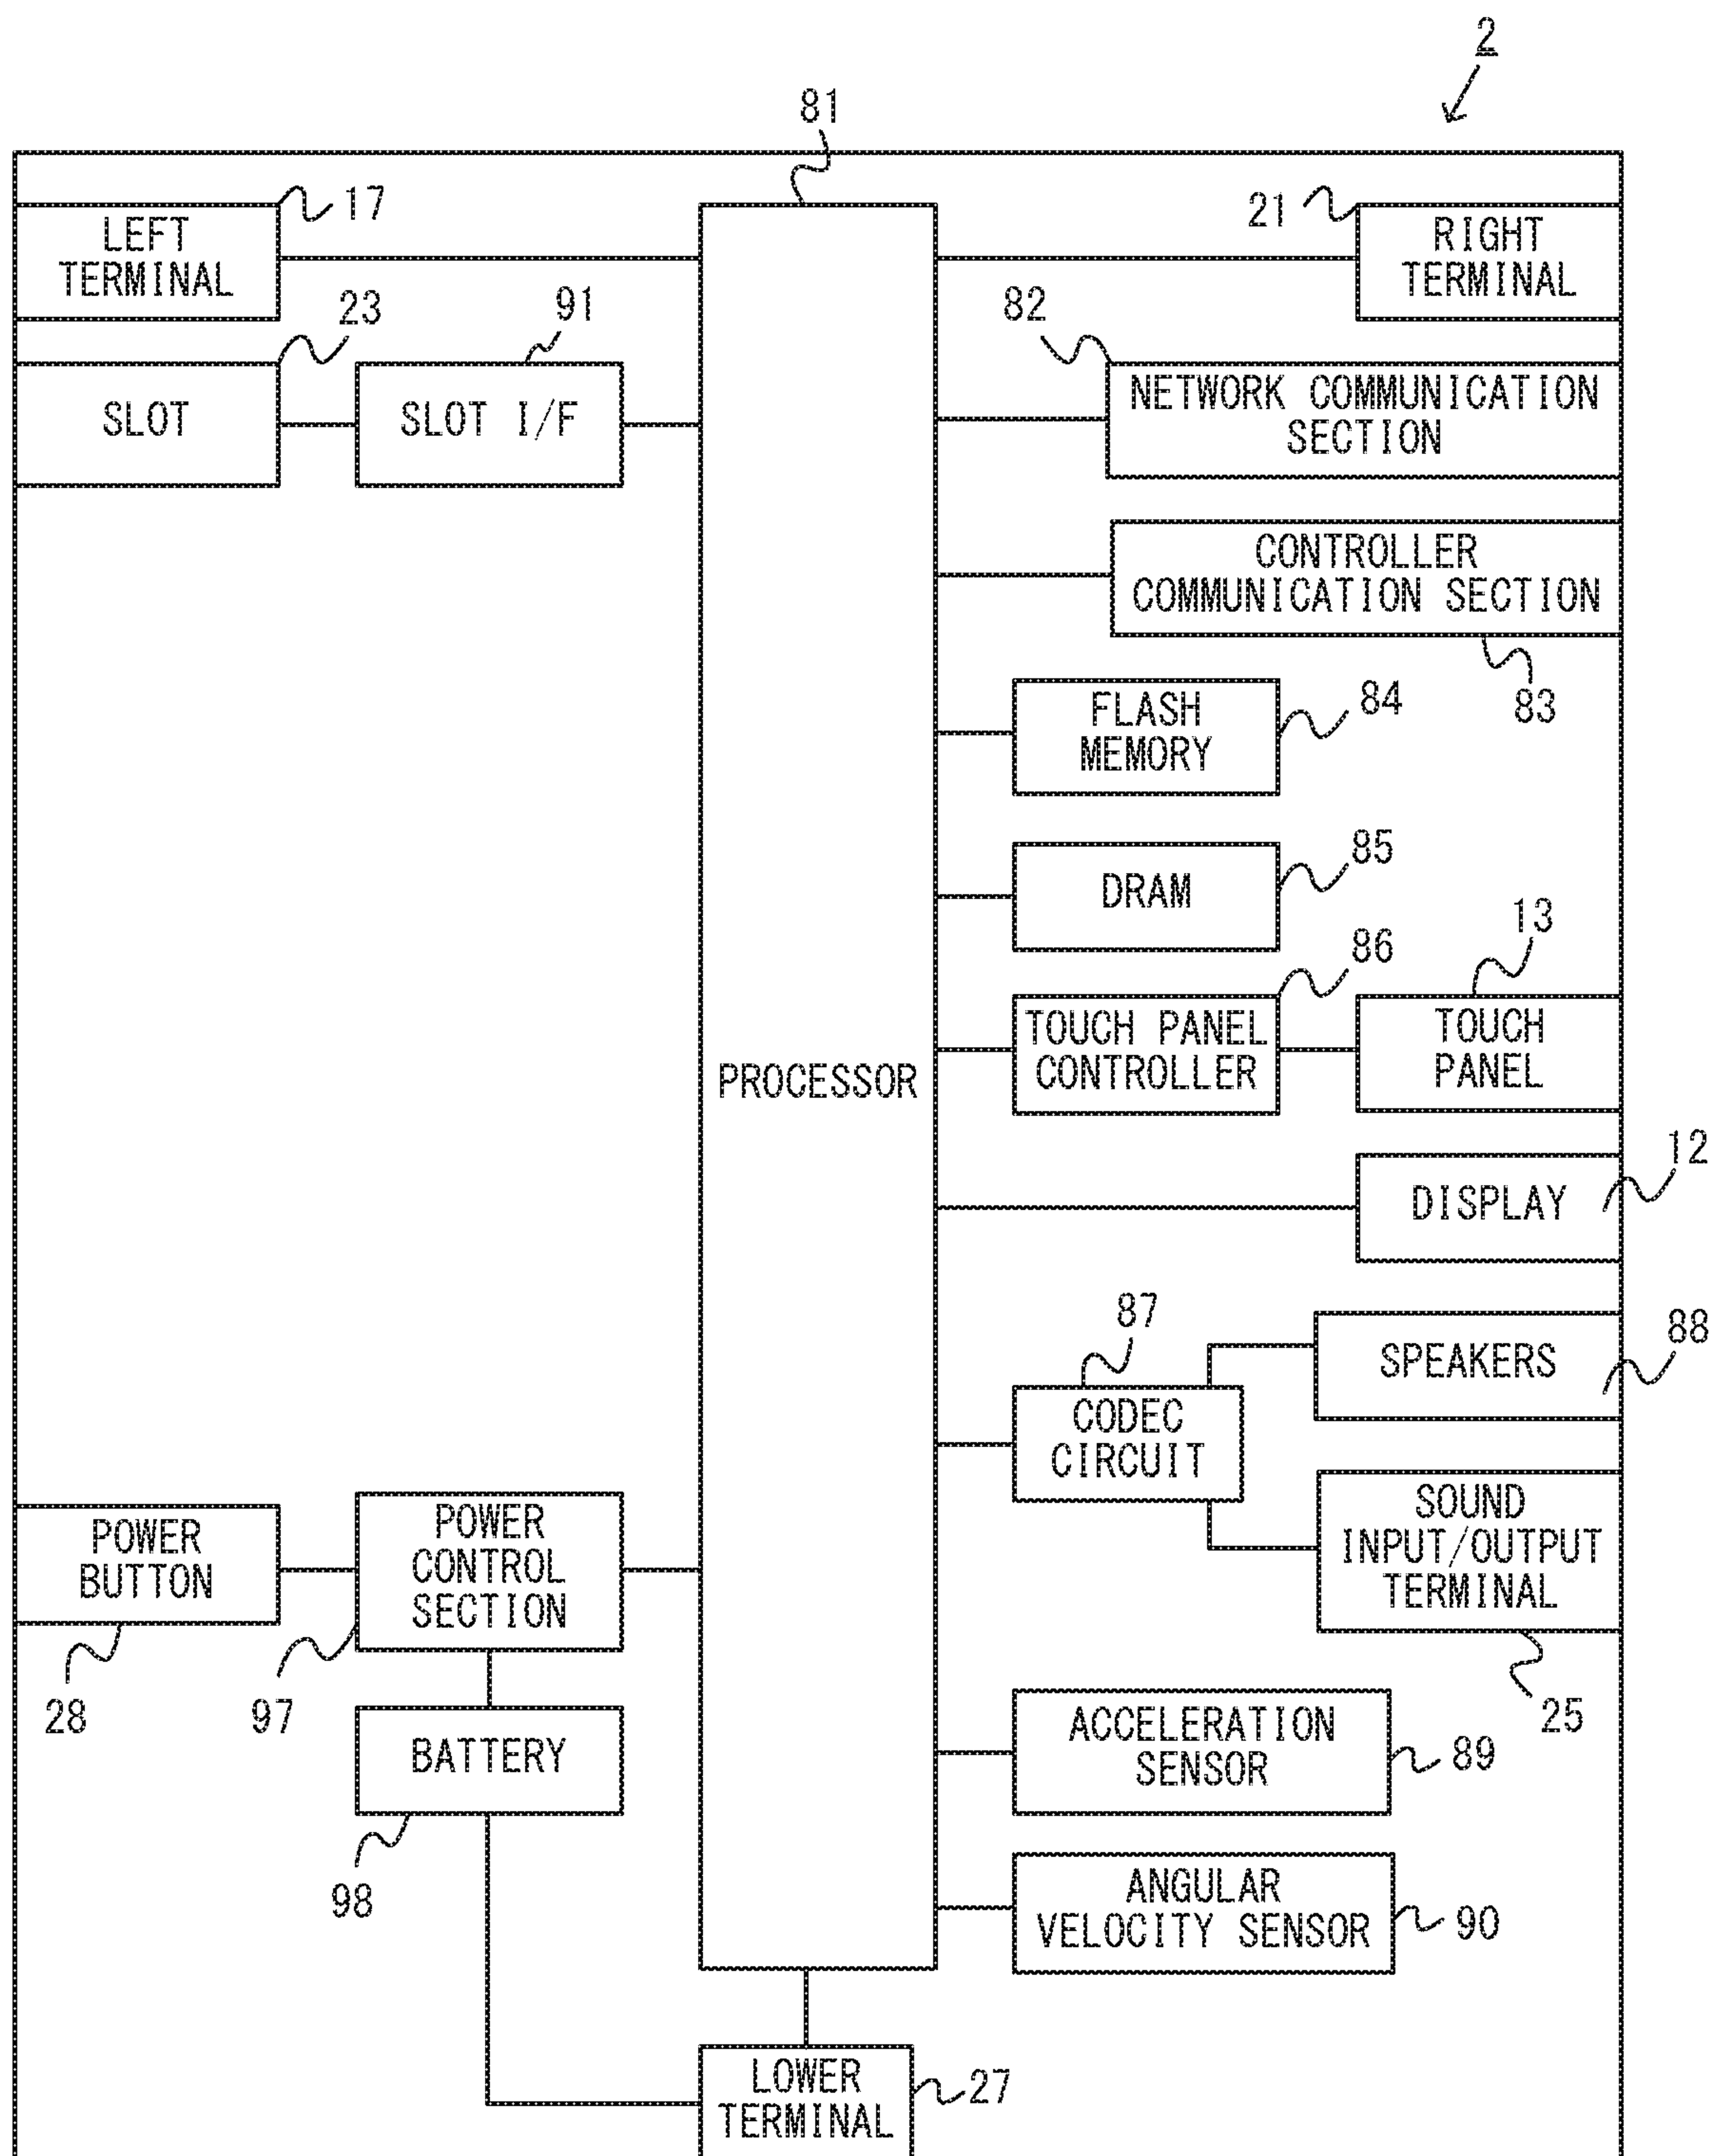 2
81
17
LEFT
TERMINAL
21
RIGHT
TERMINAL
23
91
82
SLOT
SLOT I/F
NETWORK COMMUNICATION
SECTION
CONTROLLER
COMMUNICATION SECTION
83
FLASH
MEMORY
84
DRAM
85
86
13
TOUCH PANEL
CONTROLLER
TOUCH
PANEL
PROCESSOR
12
DISPLAY
87
88
SPEAKERS
CODEC
CIRCUIT
SOUND
INPUT/OUTPUT
TERMINAL
25
POWER
BUTTON
28
POWER
CONTROL
SECTION
97
BATTERY
98
ACCELERATION
SENSOR
89
ANGULAR
VELOCITY SENSOR
90
LOWER
TERMINAL
27